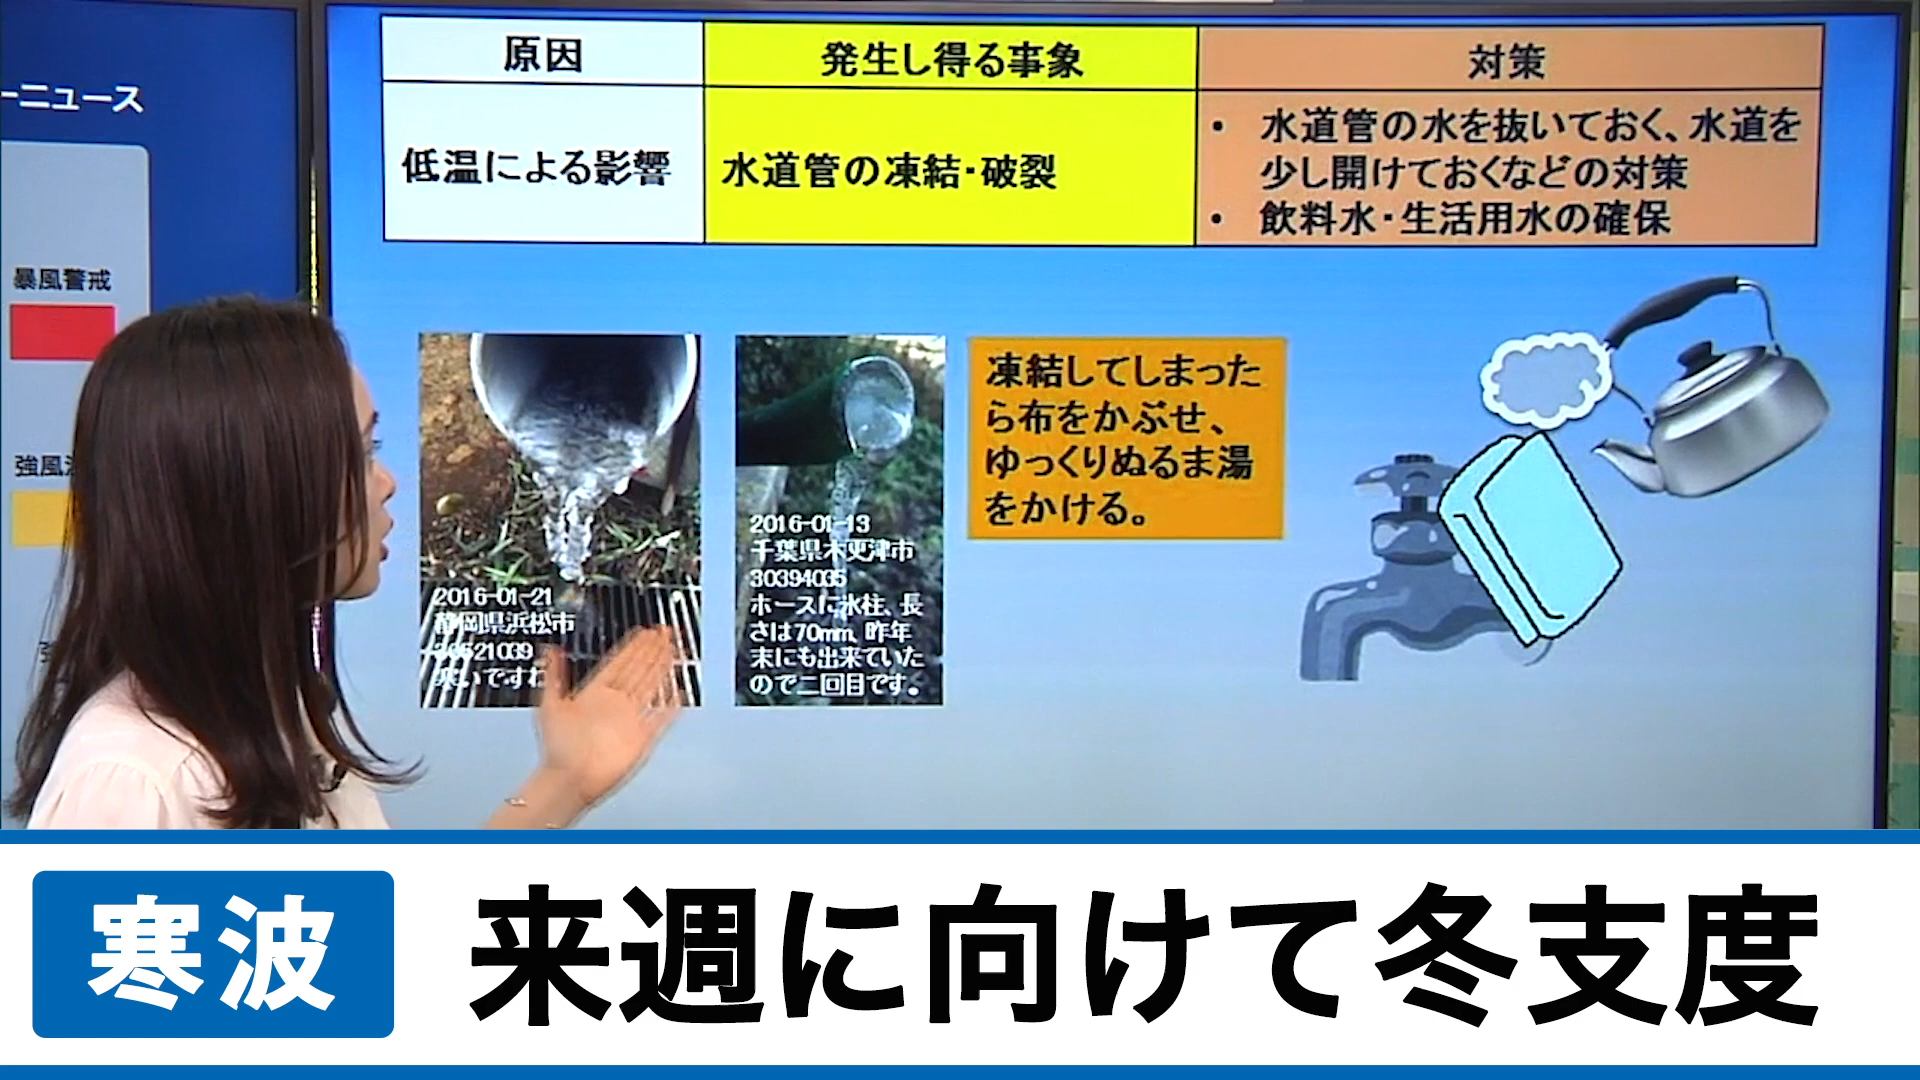 ーニュース
暴風警戒
強風
原因
発生し得る事象
対策
低温による影響
水道管の凍結・破裂
• 水道管の水を抜いておく、水道を
少し開けておくなどの対策
• 飲料水・生活用水の確保
2016-01-21
静岡県浜松市
寒いですね
2016-01-13
千葉県木更津市
30394035
ホースに氷柱、長
さは70mm、昨年
末にも出来ていた
ので二回目です。
凍結してしまった
ら布をかぶせ、
ゆっくりぬるま湯
をかける。
寒波
来週に向けて冬支度